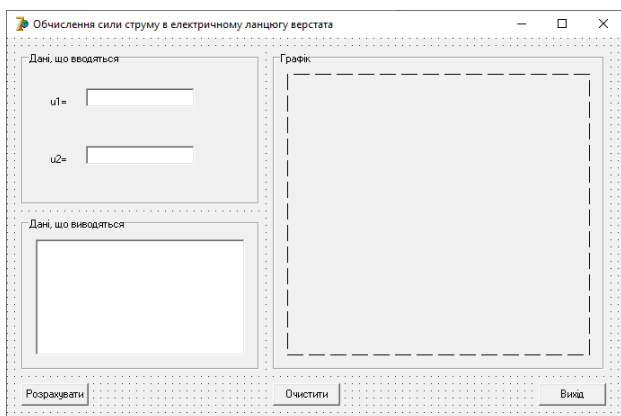 Обчислення сили струму в електричному ланцюгу верстата
Дані, що вводяться
u1=
u2=
Дані, що виводяться
Графік
Розрахувати
Очистити
Вихід